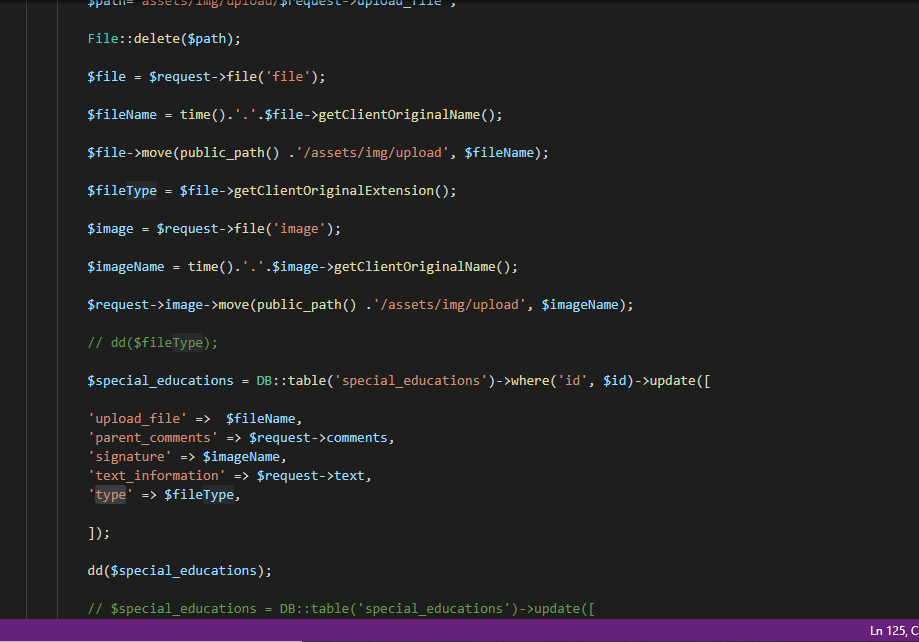 $path='assets/img/upload/$request->upload_file';
File::delete($path);
$file = $request->file('file');
$fileName = time().'.'.$file->getClientOriginalName();
$file->move(public_path() .'/assets/img/upload', $fileName);
$fileType = $file->getClientOriginalExtension();
$image = $request->file('image');
$imageName = time().'.'.$image->getClientOriginalName();
$request->image->move(public_path() .'/assets/img/upload', $imageName);
// dd($fileType);
$special_educations = DB::table('special_educations')->where('id', $id)->update([
'upload_file' =>  $fileName,
'parent_comments' => $request->comments,
'signature' => $imageName,
'text_information' => $request->text,
'type' => $fileType,
]);
dd($special_educations);
// $special_educations = DB::table('special_educations')->update([
Ln 125, C